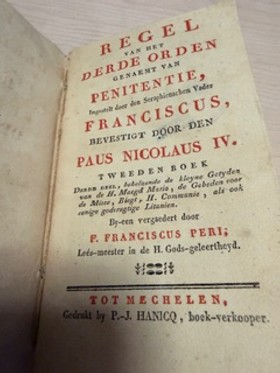 REGEL
VAN HET
DERDE ORDEN
GENAEMT VAN
PENITENTIE,
Ingestelt door den Seraphienschen Vader
FRANCISCUS,
BEVESTIGT DOOR DEN
PAUS NICOLAUS IV.
TWEEDEN BOEK
Derde deel, behelsende de kleyne Getyden
van de H. Maegd Maria, de Gebeden voor
de Misse, Bigt, H. Communie, als ook
eenige godvrugtige Litanien.
By-een vergaedert door
F. FRANCISCUS PERI;
Leés-meester in de H. Gods-geleertheyd.
TOT MECHELEN,
Gedrukt by P.-J. HANICQ, boek-verkooper.